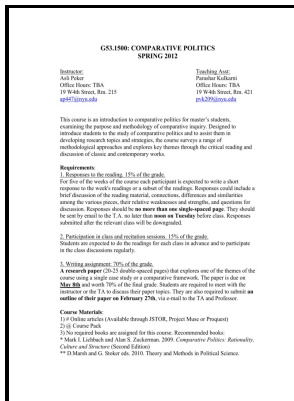 G53.1500: COMPARATIVE POLITICS
SPRING 2012
Instructor:
Asli Peker
Office Hours: TBA
19 W4th Street, Rm. 215
ap447@nyu.edu
Teaching Asst:
Parashar Kulkarni
Office Hours: TBA
19 W4th Street, Rm. 421
pvk209@nyu.edu
This course is an introduction to comparative politics for master's students,
examining the purpose and methodology of comparative inquiry. Designed to
introduce students to the study of comparative politics and to assist them in
developing research topics and strategies, the course surveys a range of
methodological approaches and explores key themes through the critical reading and
discussion of classic and contemporary works.
Requirements:
1. Responses to the reading. 15% of the grade.
For five of the weeks of the course each participant is expected to write a short
response to the week's readings or a subset of the readings. Responses could include a
brief discussion of the reading material, connections, differences and similarities
among the various pieces, their relative weaknesses and strengths, and questions for
discussion. Responses should be no more than one single-spaced page. They should
be sent by email to the T.A. no later than noon on Tuesday before class. Responses
submitted after the relevant class will be downgraded.
2. Participation in class and recitation sessions. 15% of the grade.
Students are expected to do the readings for each class in advance and to participate
in the class discussions regularly.
3. Writing assignment: 70% of the grade.
A research paper (20-25 double-spaced pages) that explores one of the themes of the
course using a single case study or a comparative framework. The paper is due on
May 8th and worth 70% of the final grade. Students are required to meet with the
instructor or the TA to discuss their paper topics. They are also required to submit an
outline of their paper on February 27th, via e-mail to the TA and Professor.
Course Materials:
1) # Online articles (Available through JSTOR, Project Muse or Proquest)
2) @ Course Pack
3) No required books are assigned for this course. Recommended books:
* Mark I. Lichbach and Alan S. Zuckerman. 2009. Comparative Politics: Rationality,
Culture and Structure (Second Edition)
** D.Marsh and G. Stoker eds. 2010. Theory and Methods in Political Science.